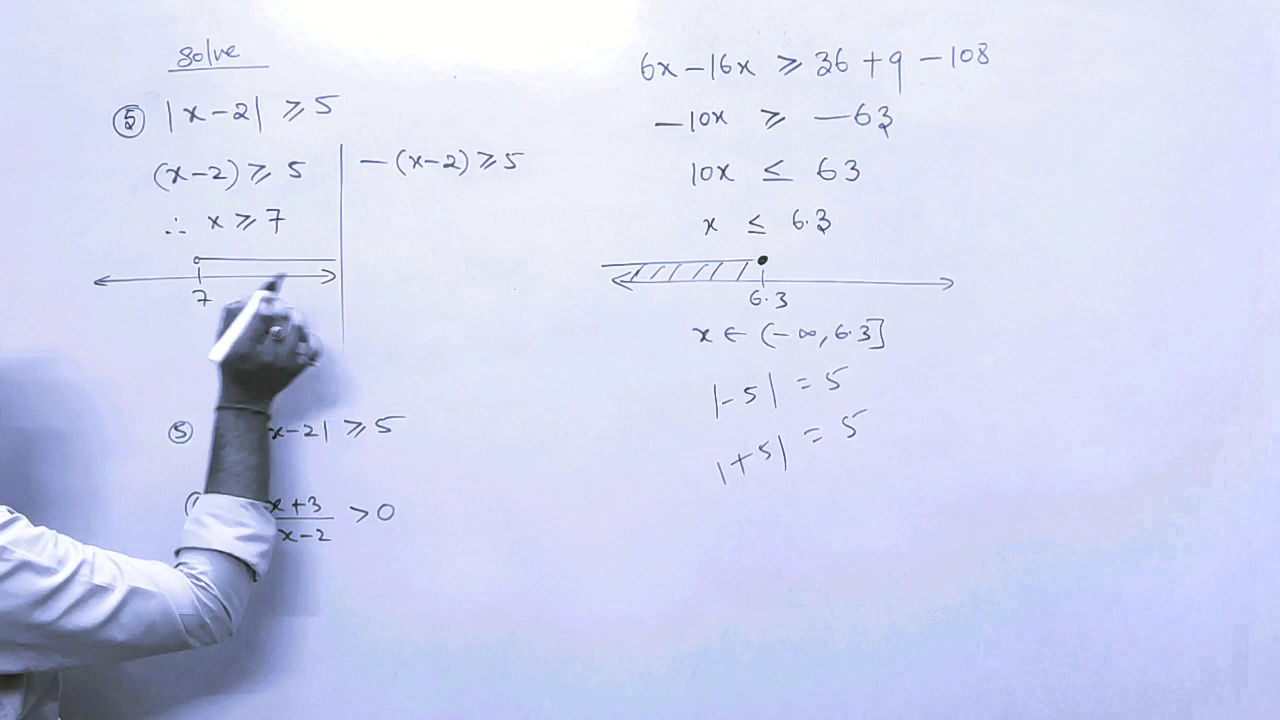 solve
⑤ |x-2| ≥ 5
(x-2) ≥ 5
∴ x ≥ 7
7
- (x-2) ≥ 5
⑤ x-2| ≥ 5
x+3
x-2
> 0
6x - 16x ≥ 36 + 9 - 108
-10x ≥ -63
10x ≤ 63
x ≤ 6.3
6.3
x ∈ (-∞, 6.3]
|-5| = 5
|+5| = 5